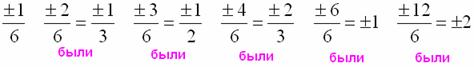 ±1/6 ±2/6 = ±1/3 ±3/6 = ±1/2 ±4/6 = ±2/3 ±6/6 = ±1 ±12/6 = ±2
были были были были были